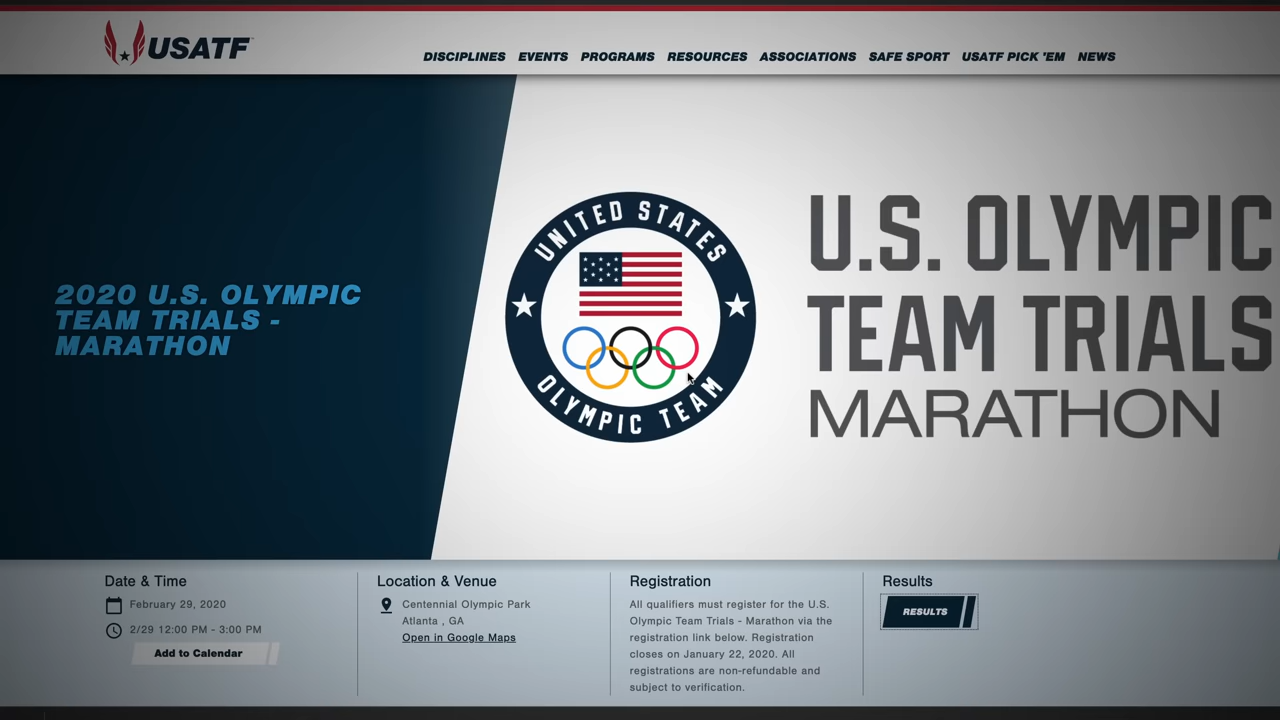 USATF
DISCIPLINES EVENTS PROGRAMS RESOURCES ASSOCIATIONS SAFE SPORT USATF PICK 'EM NEWS
2020 U.S. OLYMPIC
TEAM TRIALS -
MARATHON
UNITED STATES
OLYMPIC TEAM
U.S. OLYMPIC
TEAM TRIALS
MARATHON
Date & Time
February 29, 2020
2/29 12:00 PM - 3:00 PM
Add to Calendar
Location & Venue
Centennial Olympic Park
Atlanta , GA
Open in Google Maps
Registration
All qualifiers must register for the U.S.
Olympic Team Trials - Marathon via the
registration link below. Registration
closes on January 22, 2020. All
registrations are non-refundable and
subject to verification.
Results
RESULTS